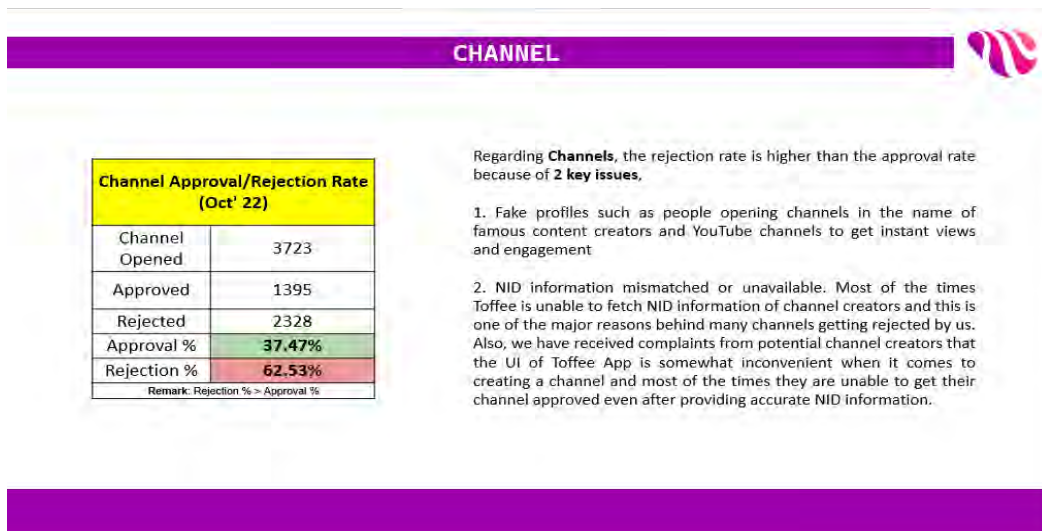 CHANNEL
Channel Approval/Rejection Rate
(Oct' 22)
Channel
Opened
3723
Approved
1395
Rejected
2328
Approval %
37.47%
Rejection %
62.53%
Remark: Rejection % > Approval %
Regarding Channels, the rejection rate is higher than the approval rate
because of 2 key issues,
1. Fake profiles such as people opening channels in the name of
famous content creators and YouTube channels to get instant views
and engagement
2. NID information mismatched or unavailable. Most of the times
Toffee is unable to fetch NID information of channel creators and this is
one of the major reasons behind many channels getting rejected by us.
Also, we have received complaints from potential channel creators that
the UI of Toffee App is somewhat inconvenient when it comes to
creating a channel and most of the times they are unable to get their
channel approved even after providing accurate NID information.